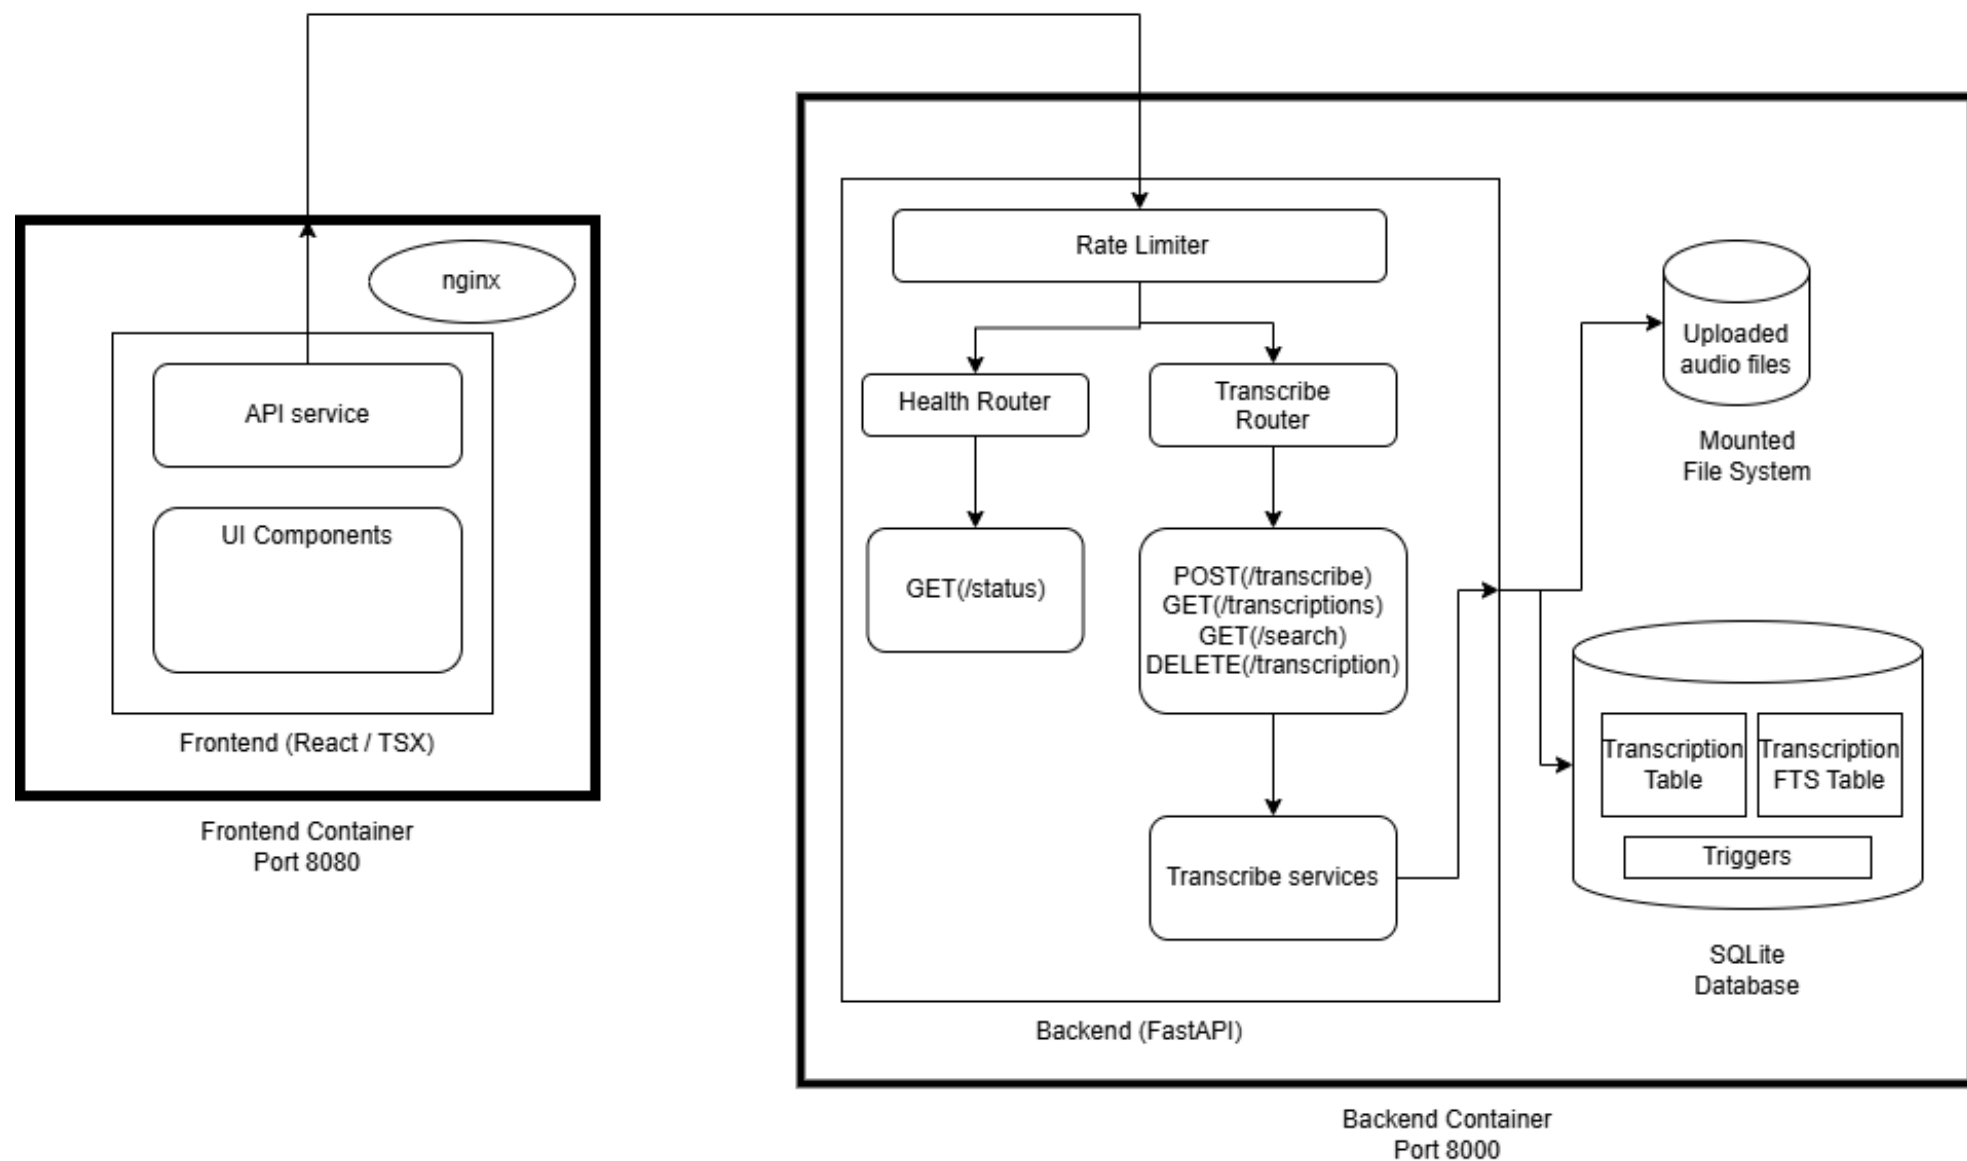 nginx
API service
UI Components
Frontend (React / TSX)
Frontend Container
Port 8080
Rate Limiter
Health Router
Transcribe
Router
GET(/status)
POST(/transcribe)
GET(/transcriptions)
GET(/search)
DELETE(/transcription)
Transcribe services
Backend (FastAPI)
Uploaded
audio files
Mounted
File System
Transcription
Table
Transcription
FTS Table
Triggers
SQLite
Database
Backend Container
Port 8000